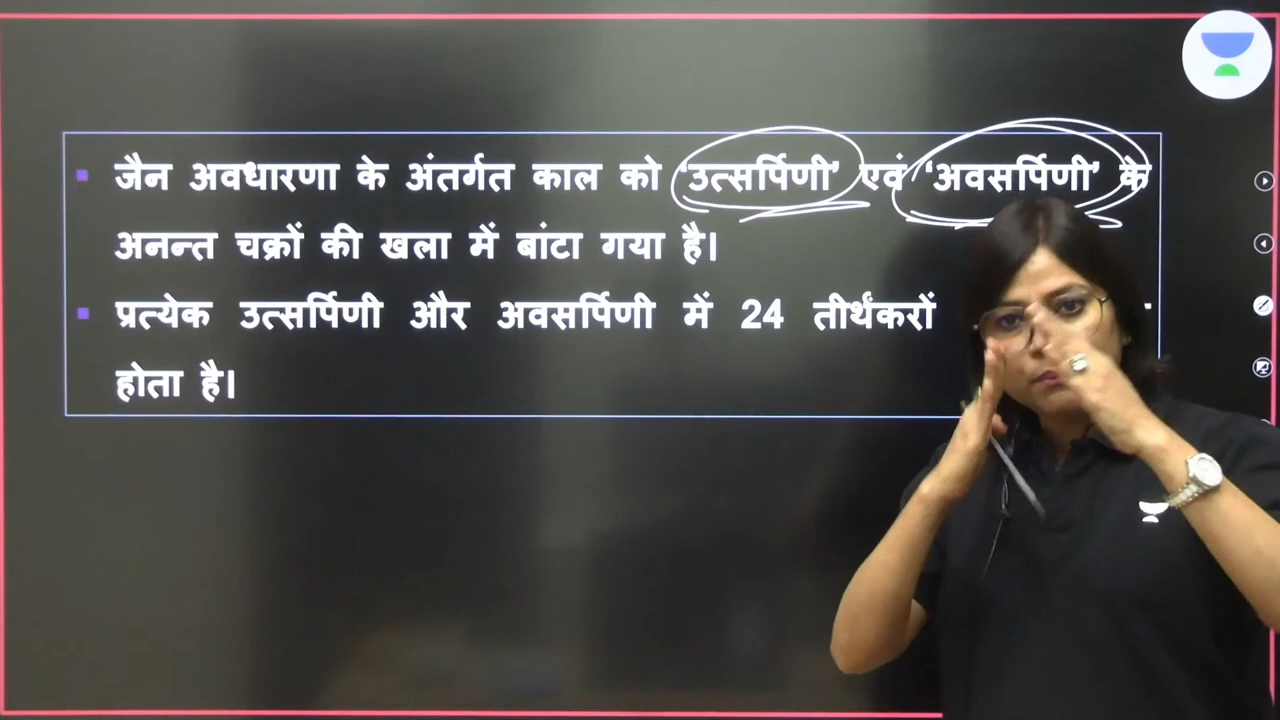 जैन अवधारणा के अंतर्गत काल को 'उत्सर्पिणी' एवं 'अवसर्पिणी' के
अनन्त चक्रों की खला में बांटा गया है।
प्रत्येक उत्सर्पिणी और अवसर्पिणी में 24 तीर्थंकरों
होता है।